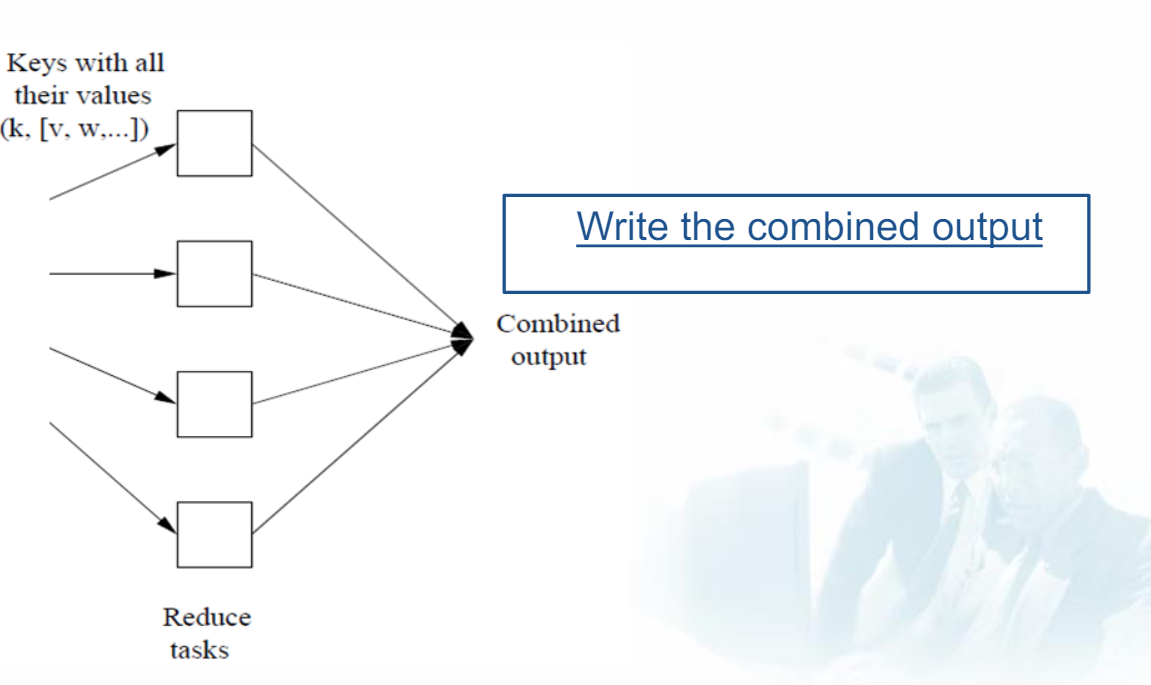 Keys with all
their values
(k, [v, w,...])
Write the combined output
Combined
output
Reduce
tasks